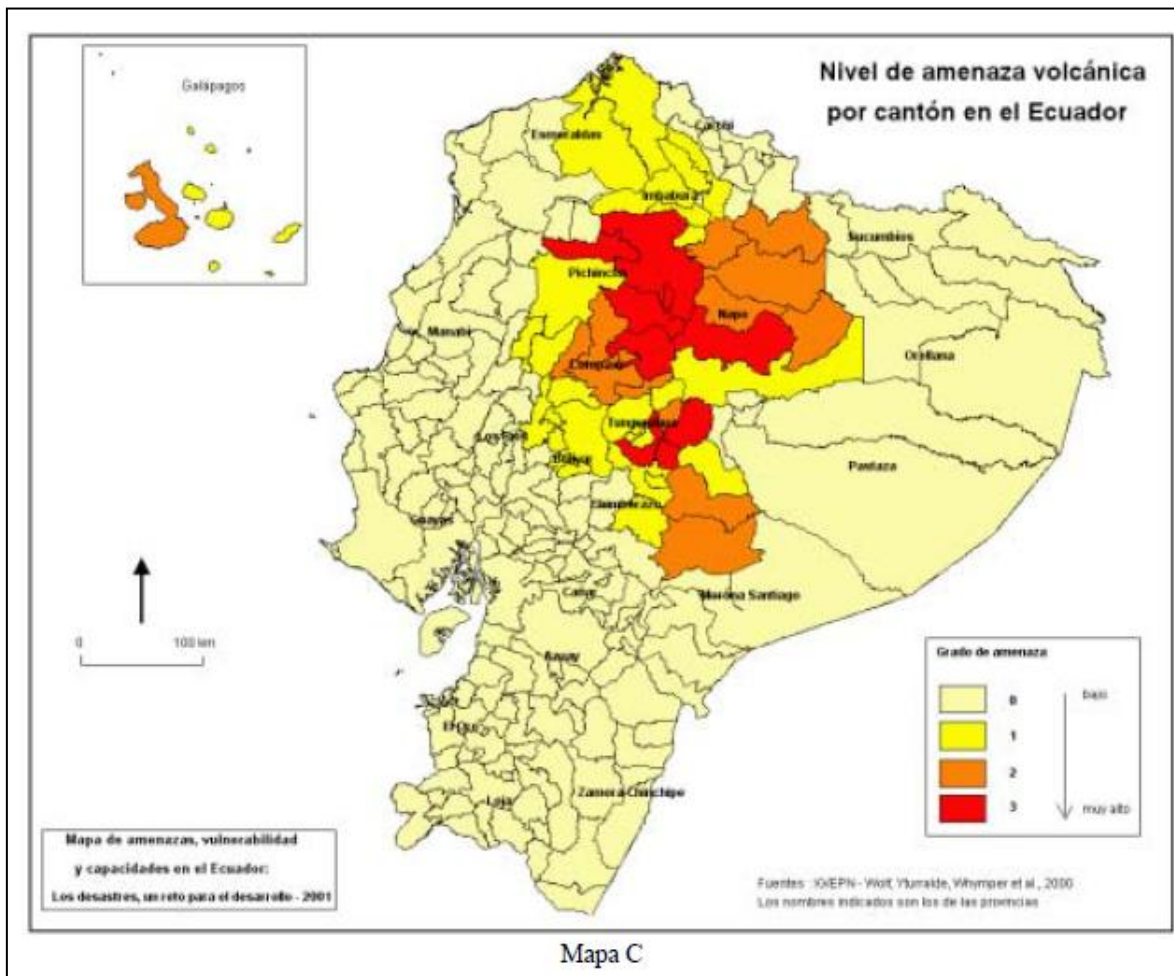 Nivel de amenaza volcánica
por cantón en el Ecuador
Galápagos
Esmeraldas
Carchi
Imbabura
Sucumbíos
Pichincha
Napo
Manabí
Orellana
Cotopaxi
Tungurahua
Los Ríos
Bolívar
Pastaza
Chimborazo
Guayas
Cañar
Morona Santiago
Azuay
El Oro
Loja
Zamora-Chinchipe
0
100 km
Grado de amenaza
0
bajo
1
2
3
muy alto
Mapa de amenazas, vulnerabilidad
y capacidades en el Ecuador:
Los desastres, un reto para el desarrollo - 2001
Fuentes : IG/EPN - Wolf, Yturralde, Whymper et al., 2000
Los nombres indicados son los de las provincias
Mapa C